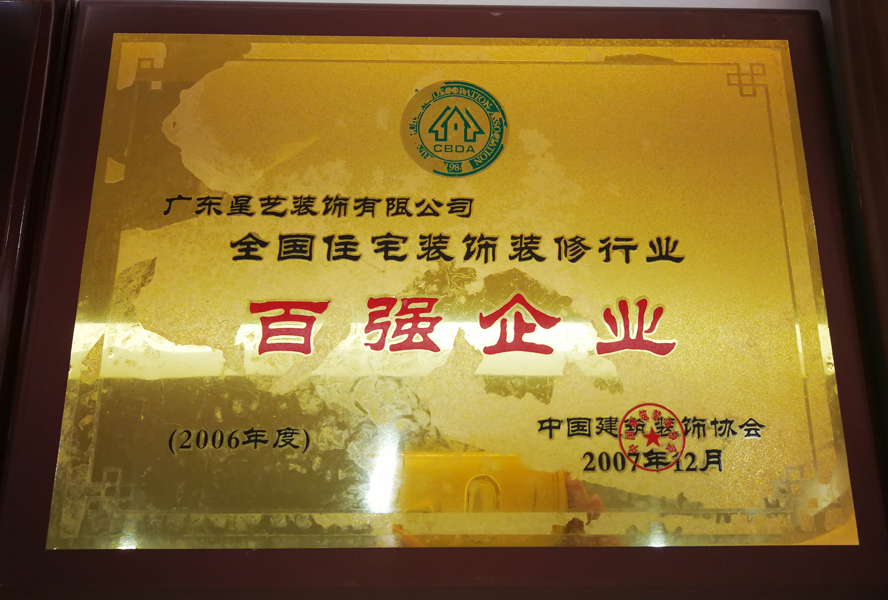 DECORATION ASSOCIATION
CBDA
广东星艺装饰有限公司
全国住宅装饰装修行业
百强企业
(2006年度)
中国建筑装饰协会
2007年12月